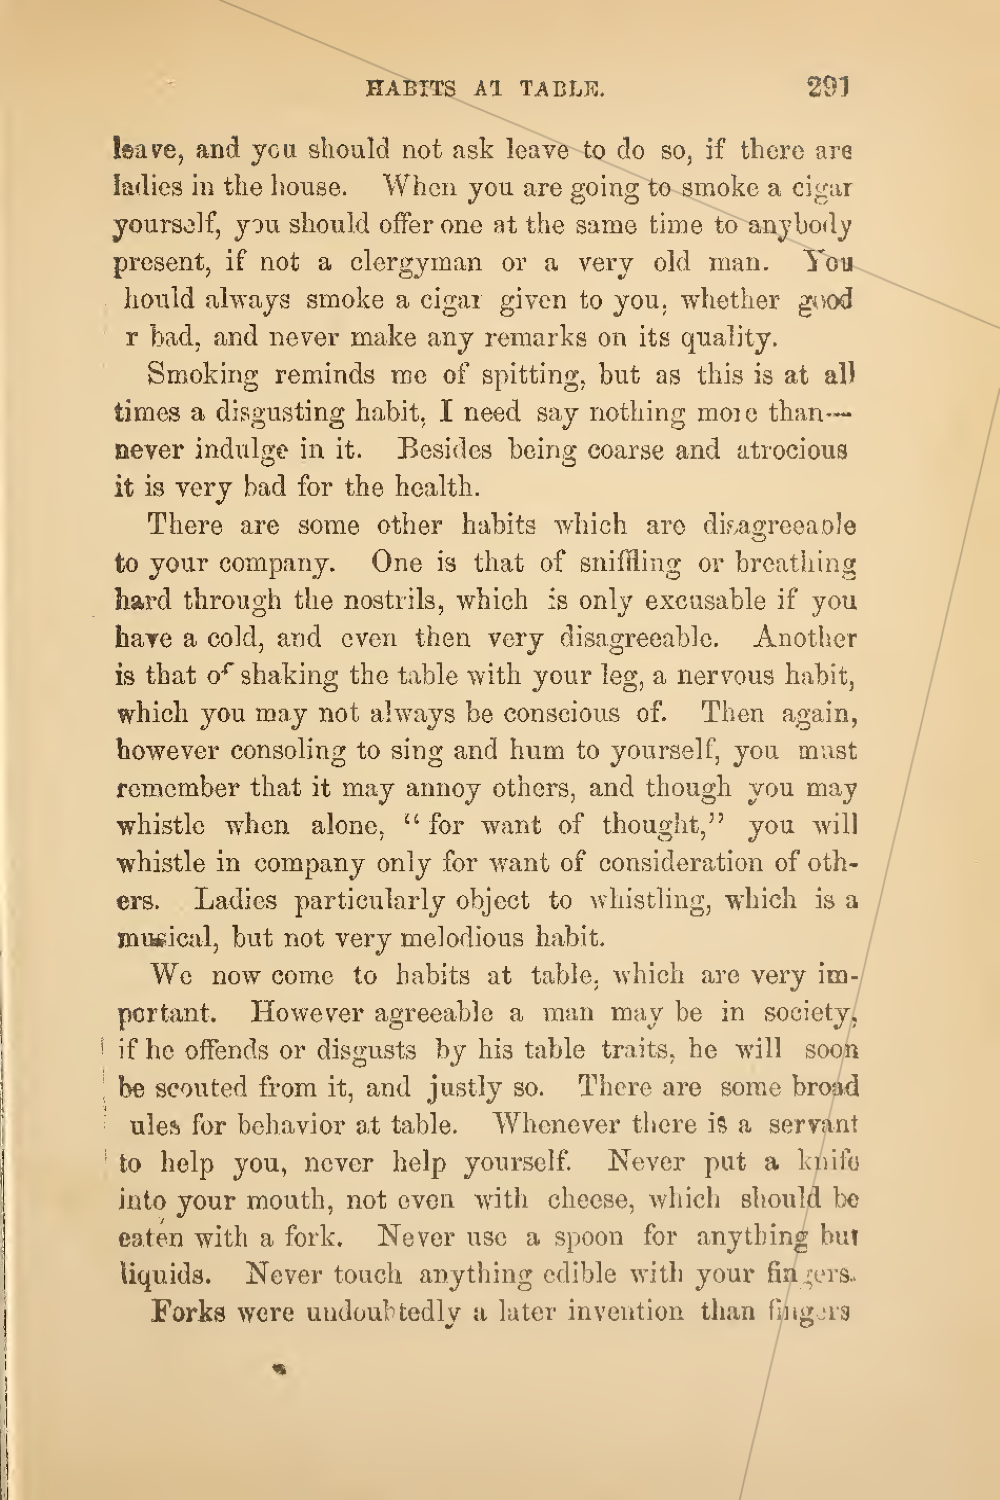 HABITS AT TABLE. 291
leave, and you should not ask leave to do so, if there are
ladies in the house. When you are going to smoke a cigar
yourself, you should offer one at the same time to anybody
present, if not a clergyman or a very old man. You
hould always smoke a cigar given to you, whether good
r bad, and never make any remarks on its quality.
Smoking reminds me of spitting, but as this is at all
times a disgusting habit, I need say nothing more than—
never indulge in it. Besides being coarse and atrocious
it is very bad for the health.
There are some other habits which are disagreeable
to your company. One is that of sniffling or breathing
hard through the nostrils, which is only excusable if you
have a cold, and even then very disagreeable. Another
is that of shaking the table with your leg, a nervous habit,
which you may not always be conscious of. Then again,
however consoling to sing and hum to yourself, you must
remember that it may annoy others, and though you may
whistle when alone, “ for want of thought,” you will
whistle in company only for want of consideration of oth-
ers. Ladies particularly object to whistling, which is a
musical, but not very melodious habit.
We now come to habits at table, which are very im-
portant. However agreeable a man may be in society,
if he offends or disgusts by his table traits, he will soon
be scouted from it, and justly so. There are some broad
ules for behavior at table. Whenever there is a servant
to help you, never help yourself. Never put a knife
into your mouth, not even with cheese, which should be
eaten with a fork. Never use a spoon for anything but
liquids. Never touch anything edible with your fingers.
Forks were undoubtedly a later invention than fingers